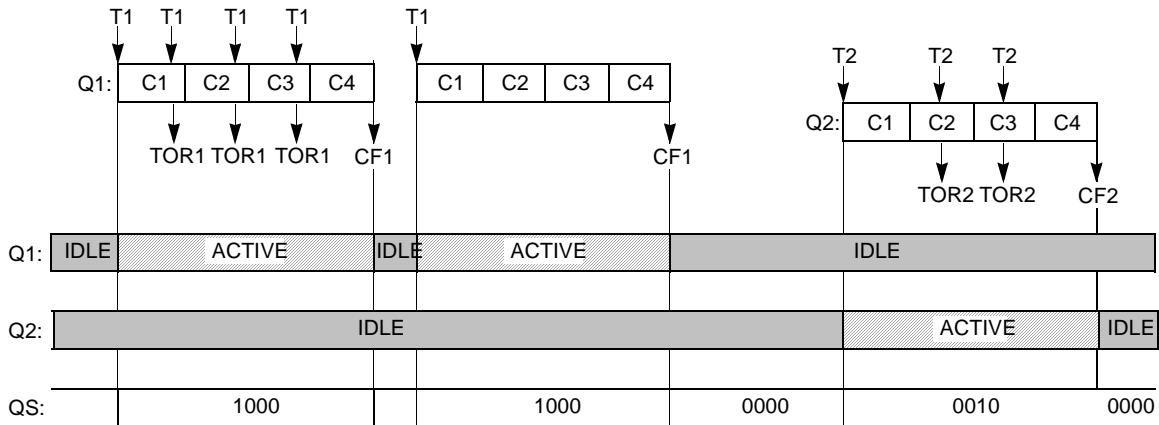 T1 T1 T1 T1 T1
T2 T2 T2
Q1: C1 C2 C3 C4 C1 C2 C3 C4
Q2: C1 C2 C3 C4
TOR1 TOR1 TOR1 CF1 CF1
TOR2 TOR2 CF2
Q1: IDLE ACTIVE IDLE ACTIVE IDLE
Q2: IDLE ACTIVE IDLE
QS: 1000 1000 0000 0010 0000